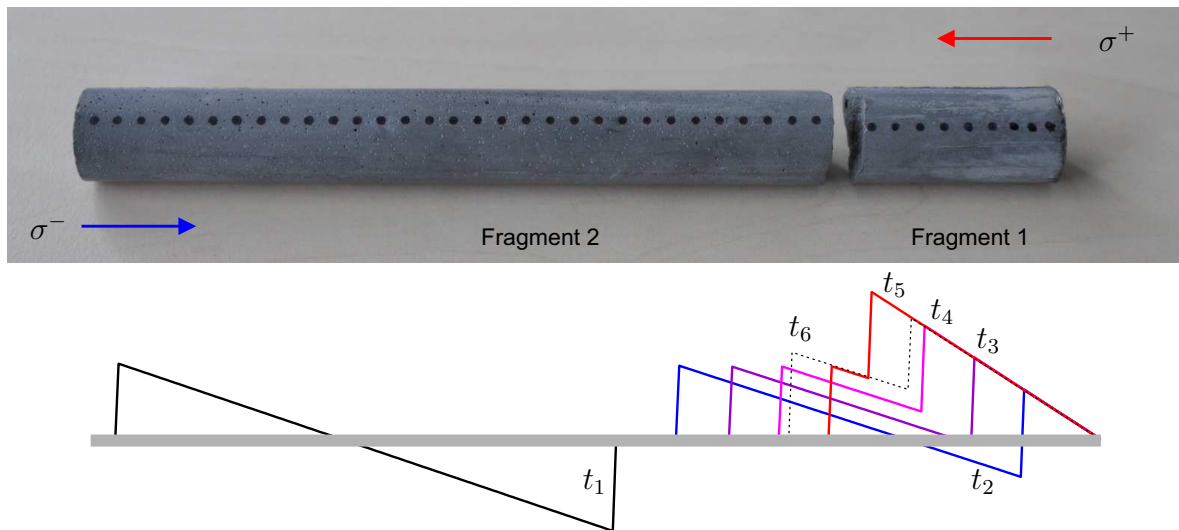 σ⁺
σ⁻
Fragment 2
Fragment 1
t₅
t₄
t₆
t₃
t₁
t₂